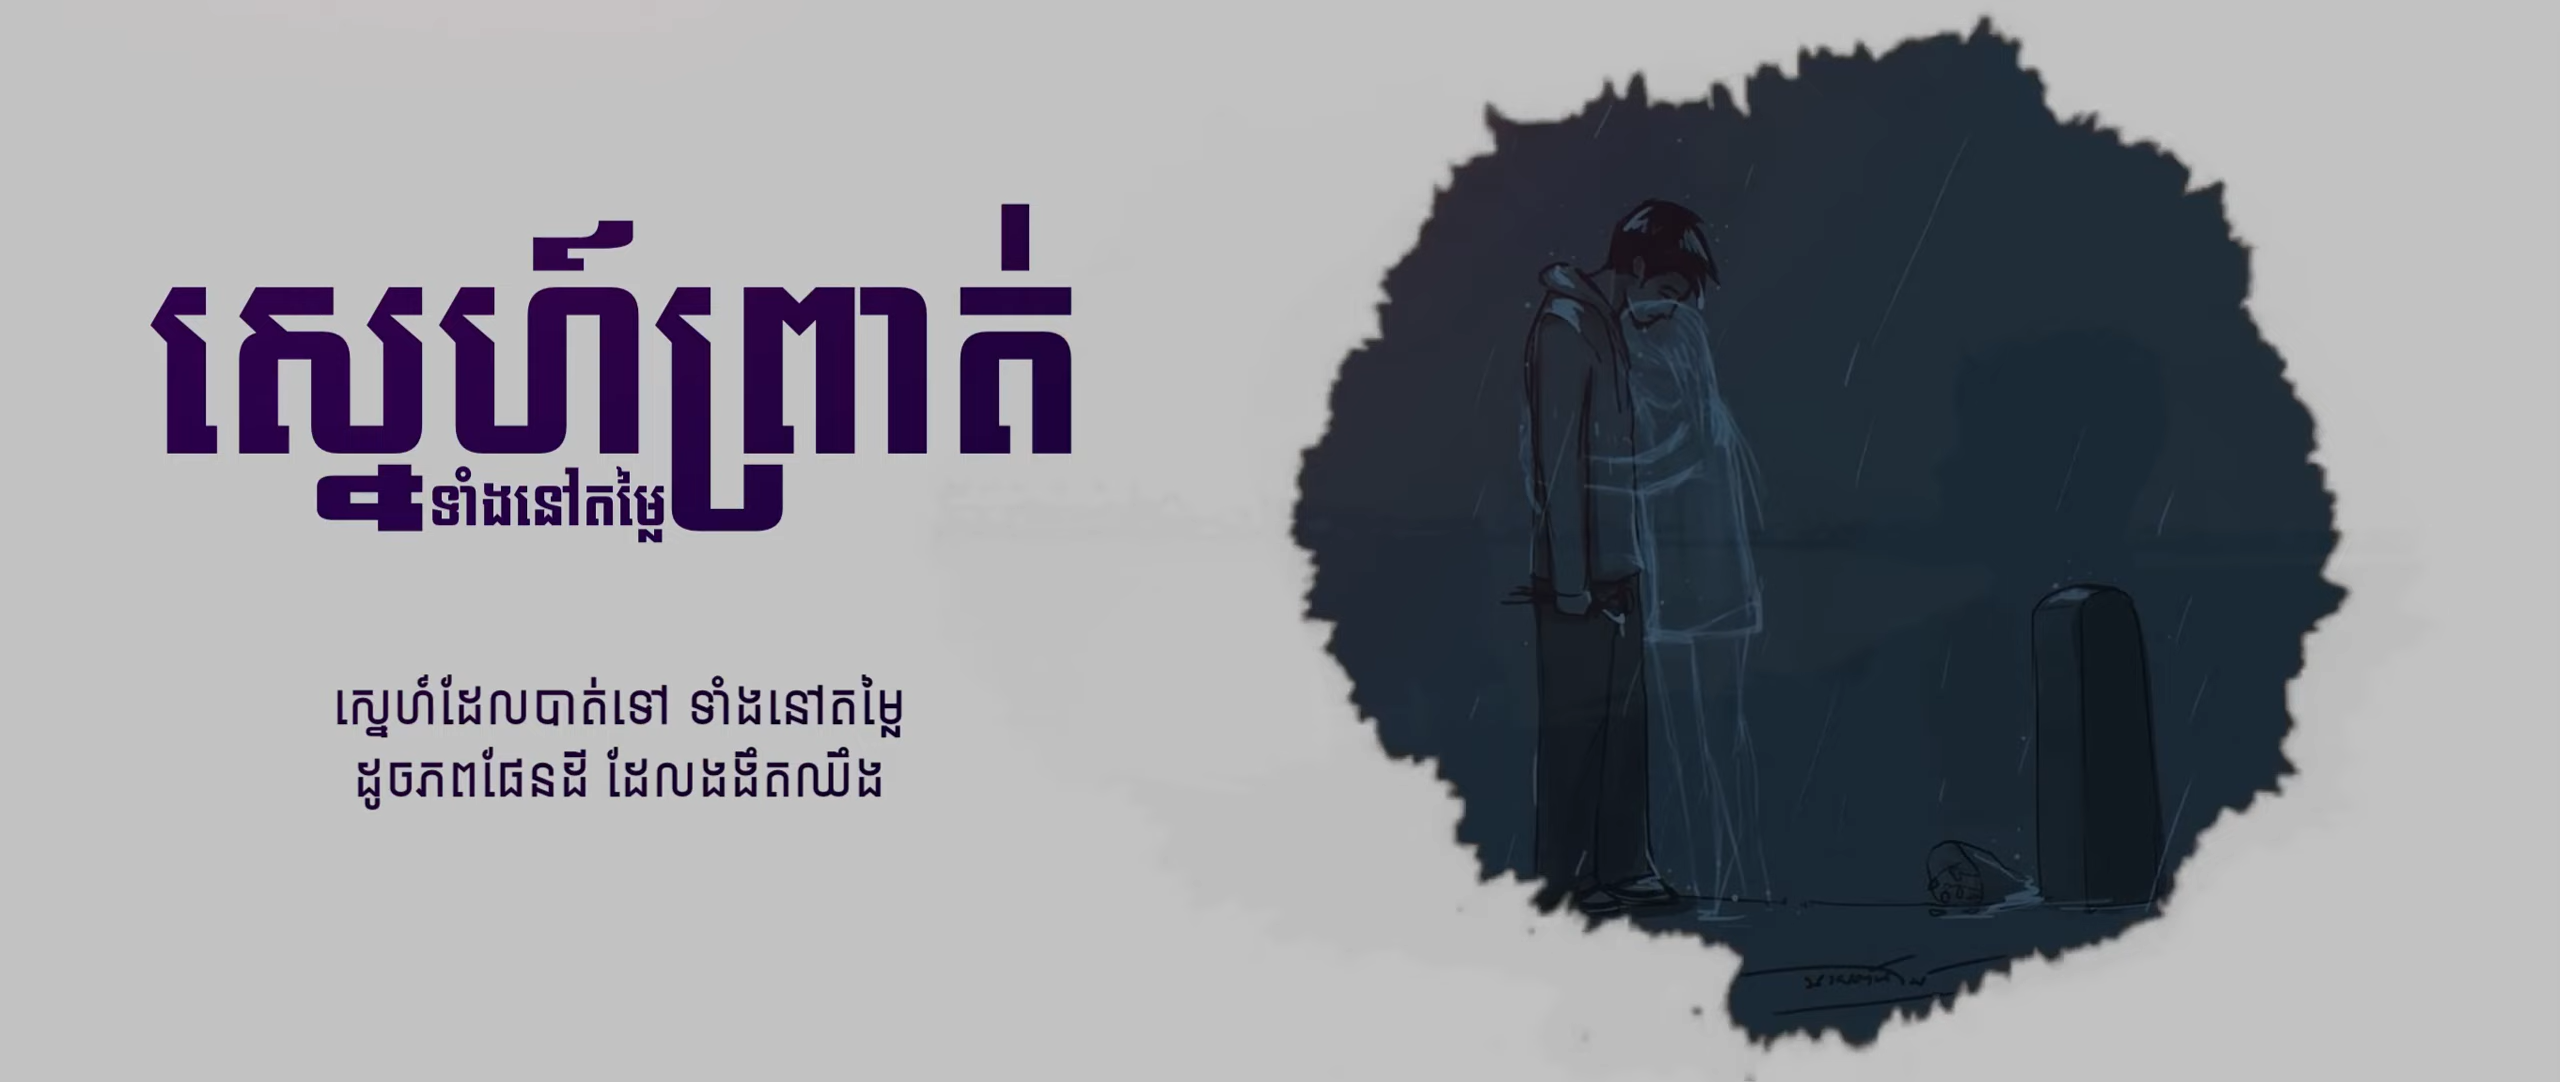 ស្នេហ៍ព្រាត់
ទាំងនៅតម្លៃ
ស្នេហ៍ដែលបាត់ទៅ ទាំងនៅតម្លៃ
ដូចភពផែនដី ដែលងងឹតឈឹង